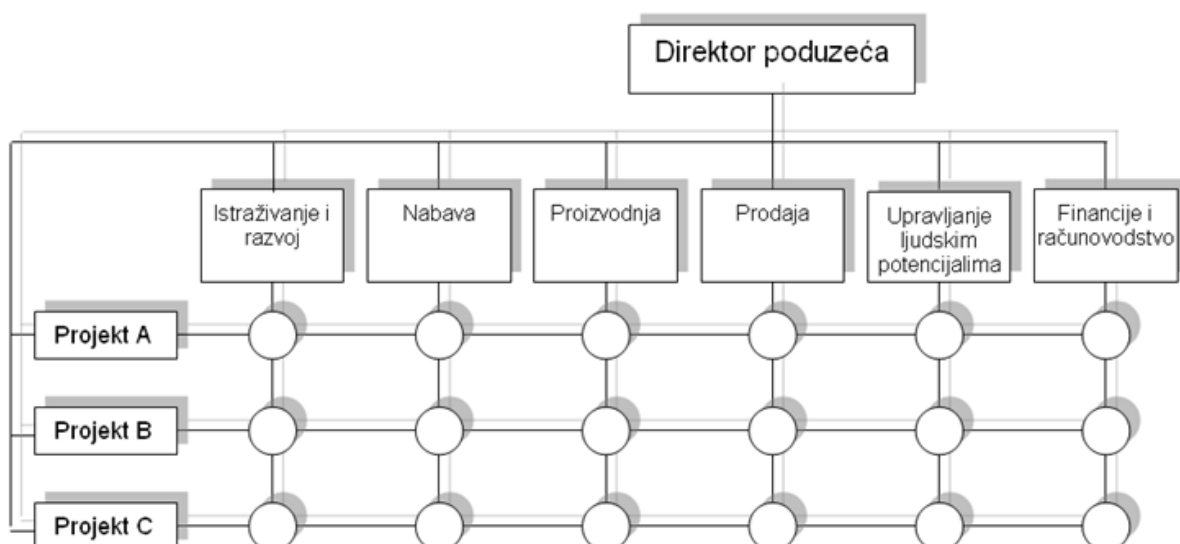 Direktor poduzeća
Istraživanje i
razvoj
Nabava
Proizvodnja
Prodaja
Upravljanje
ljudskim
potencijalima
Financije i
računovodstvo
Projekt A
Projekt B
Projekt C